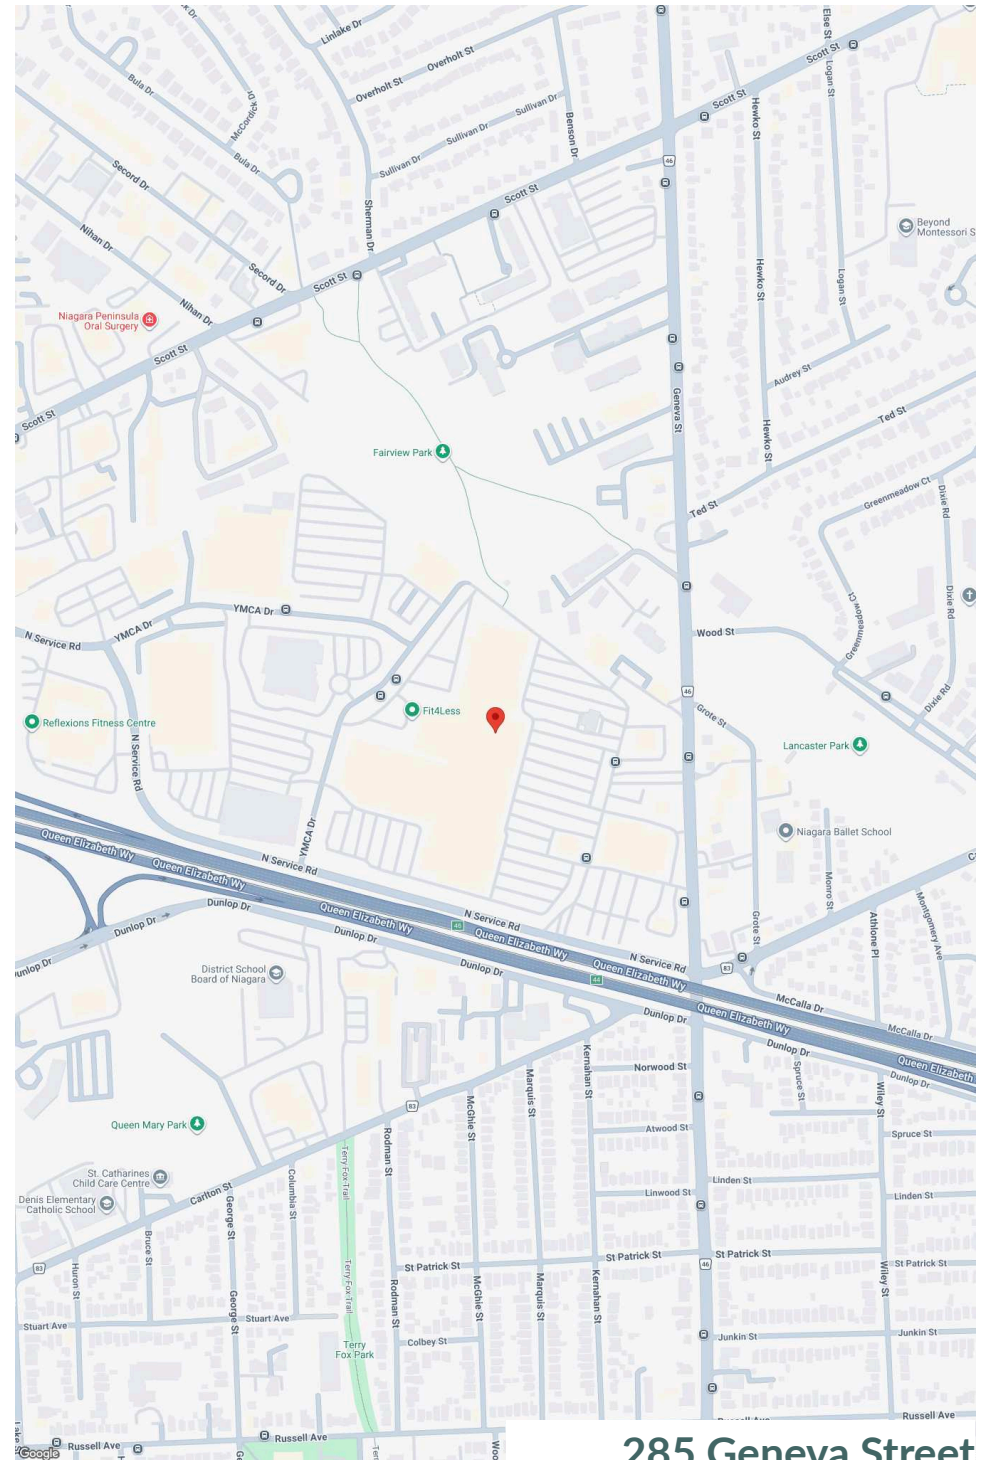 Linlake Dr
Overholt St
Overholt St
Else St
Scott St
Logan St
Bula Dr
McCordick Dr
Sullivan Dr
Sullivan Dr
Sullivan Dr
Benson Dr
Scott St
Hewko St
46
Bula Dr
Secord Dr
Sherman Dr
Scott St
Nihan Dr
Beyond
Montessori S
Secord Dr
Scott St
Hewko St
Logan St
Nihan Dr
Niagara Peninsula
Oral Surgery
Scott St
Audrey St
Geneva St
Ted St
Scott St
Hewko St
Fairview Park
Greenmeadow Ct
Dixie Rd
Ted St
YMCA Dr
YMCA Dr
Greenmeadow Ct
Dixie Rd
Wood St
N Service Rd
46
Dixie Rd
Fit4Less
Grote St
Reflexions Fitness Centre
Lancaster Park
N Service Rd
Niagara Ballet School
Queen Elizabeth Wy
Queen Elizabeth Wy
YMCA Dr
N Service Rd
Monro St
Montgomery Ave
Dunlop Dr
Queen Elizabeth Wy
N Service Rd
Grote St
Athlone Pl
Dunlop Dr
46
Queen Elizabeth Wy
Dunlop Dr
N Service Rd
unlop Dr
District School
Board of Niagara
Dunlop Dr
Queen Elizabeth Wy
83
44
McCalla Dr
Dunlop Dr
Queen Elizabeth Wy
McCalla Dr
Dunlop Dr
Queen Elizabeth
Kernahan St
Norwood St
Spruce St
Dunlop Dr
Marquis St
Wiley St
83
McGhie St
Queen Mary Park
Atwood St
Spruce St
Rodman St
Terry Fox Trail
St. Catharines
Child Care Centre
Columbia St
Linden St
Denis Elementary
Catholic School
Carlton St
Linwood St
Linden St
George St
Bruce St
St Patrick St
St Patrick St
83
St Patrick St
46
St Patrick St
Huron St
Terry Fox Trail
Rodman St
McGhie St
Marquis St
Kernahan St
Wiley St
George St
Stuart Ave
Stuart Ave
Terry
Fox Park
Colbey St
Junkin St
Junkin St
Russell Ave
Russell Ave
Russell Ave
Google
285 Geneva Street